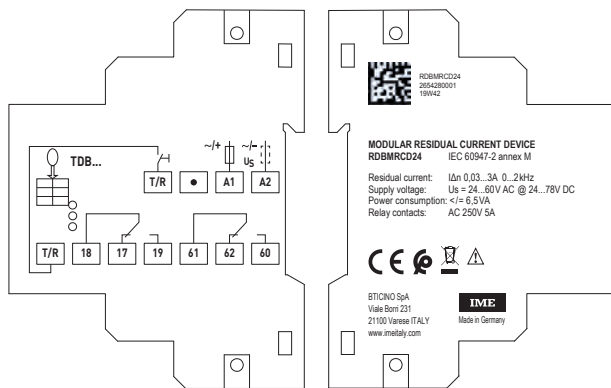 ~/+
~/–
Us
TDB...
T/R
●
A1
A2
T/R
18
17
19
61
62
60
RDBMRCD24
2654280001
19W42
MODULAR RESIDUAL CURRENT DEVICE
RDBMRCD24 IEC 60947-2 annex M
Residual current: IΔn 0,03...3A 0...2kHz
Supply voltage: Us = 24...60V AC @ 24...78V DC
Power consumption: </= 6,5VA
Relay contacts: AC 250V 5A
CE
BTICINO SpA
Viale Borri 231
21100 Varese ITALY
www.imeitaly.com
IME
Made in Germany